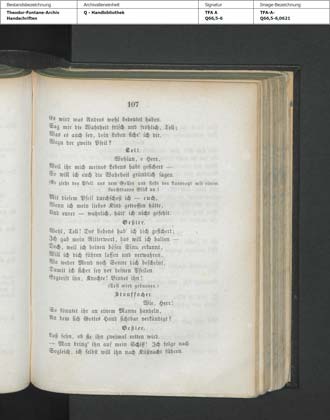 Bestandsbezeichnung Archivalieneinheit Signatur Image-Bezeichnung
Theodor-Fontane-Archiv Q - Handbibliothek TFA A TFA-A-
Handschriften Q66,5-6 Q66,5-6,0621
107
Es wird was Andres wohl bedeutet haben.
Sag mir die Wahrheit frisch und fröhlich, Tell;
Was es auch sey, dein Leben sichr' ich dir.
Wozu der zweite Pfeil?
Tell.
Wohlan, o Herr,
Weil ihr mich meines Lebens habt gesichert —
So will ich euch die Wahrheit gründlich sagen.
(Er zieht den Pfeil aus dem Goller und sieht den Landvogt mit einem
furchtbaren Blick an.)
Mit diesem Pfeil durchschoß ich — euch,
Wenn ich mein liebes Kind getroffen hätte,
Und eurer — wahrlich, hätt' ich nicht gefehlt.
Geßler.
Wohl, Tell! Des Lebens hab' ich dich gesichert;
Ich gab mein Ritterwort, das will ich halten —
Doch, weil ich deinen bösen Sinn erkannt,
Will ich dich führen lassen und verwahren,
Wo weder Mond noch Sonne dich bescheint,
Damit ich sicher sey vor deinen Pfeilen.
Ergreift ihn, Knechte! Bindet ihn!
(Tell wird gebunden.)
Stauffacher.
Wie, Herr!
So könntet ihr an einem Manne handeln,
An dem sich Gottes Hand sichtbar verkündigt?
Geßler.
Laß sehn, ob sie ihn zweimal retten wird.
— Man bring' ihn auf mein Schiff! Ich folge nach
Sogleich, ich selbst will ihn nach Küßnacht führen.